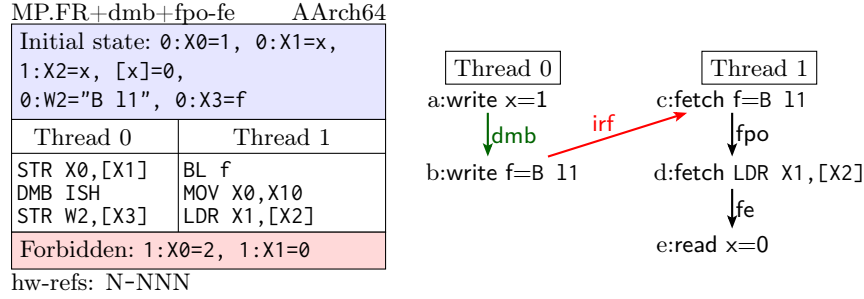 MP.FR+dmb+fpo-fe AArch64
Initial state: 0:X0=1, 0:X1=x,
1:X2=x, [x]=0,
0:W2="B l1", 0:X3=f
Thread 0 Thread 1
STR X0,[X1] BL f
DMB ISH MOV X0,X10
STR W2,[X3] LDR X1,[X2]
Forbidden: 1:X0=2, 1:X1=0
hw-refs: N-NNN
Thread 0 Thread 1
a:write x=1 c:fetch f=B l1
dmb irf fpo
b:write f=B l1 d:fetch LDR X1,[X2]
fe
e:read x=0